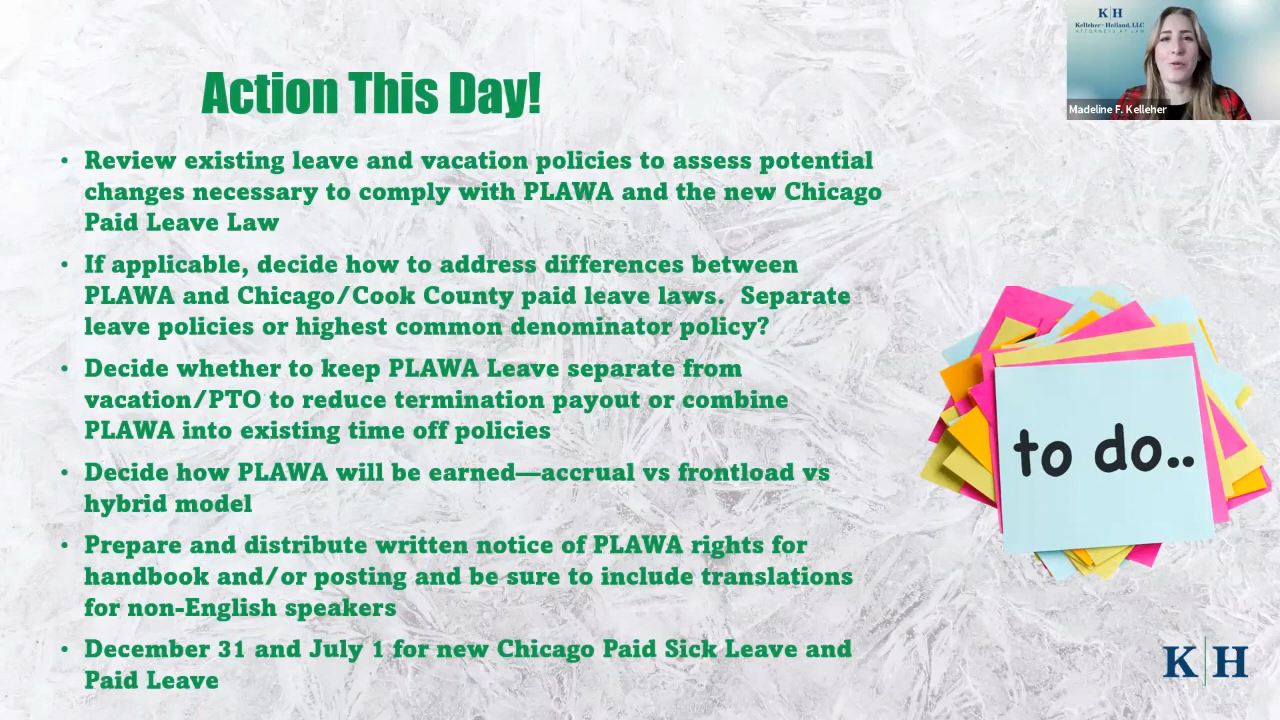 K|H
Kelleher+Holland, LLC
ATTORNEYS AT LAW
Madeline F. Kelleher
Action This Day!
• Review existing leave and vacation policies to assess potential
changes necessary to comply with PLAWA and the new Chicago
Paid Leave Law
• If applicable, decide how to address differences between
PLAWA and Chicago/Cook County paid leave laws.  Separate
leave policies or highest common denominator policy?
• Decide whether to keep PLAWA Leave separate from
vacation/PTO to reduce termination payout or combine
PLAWA into existing time off policies
• Decide how PLAWA will be earned—accrual vs frontload vs
hybrid model
• Prepare and distribute written notice of PLAWA rights for
handbook and/or posting and be sure to include translations
for non-English speakers
• December 31 and July 1 for new Chicago Paid Sick Leave and
Paid Leave
to do..
K|H